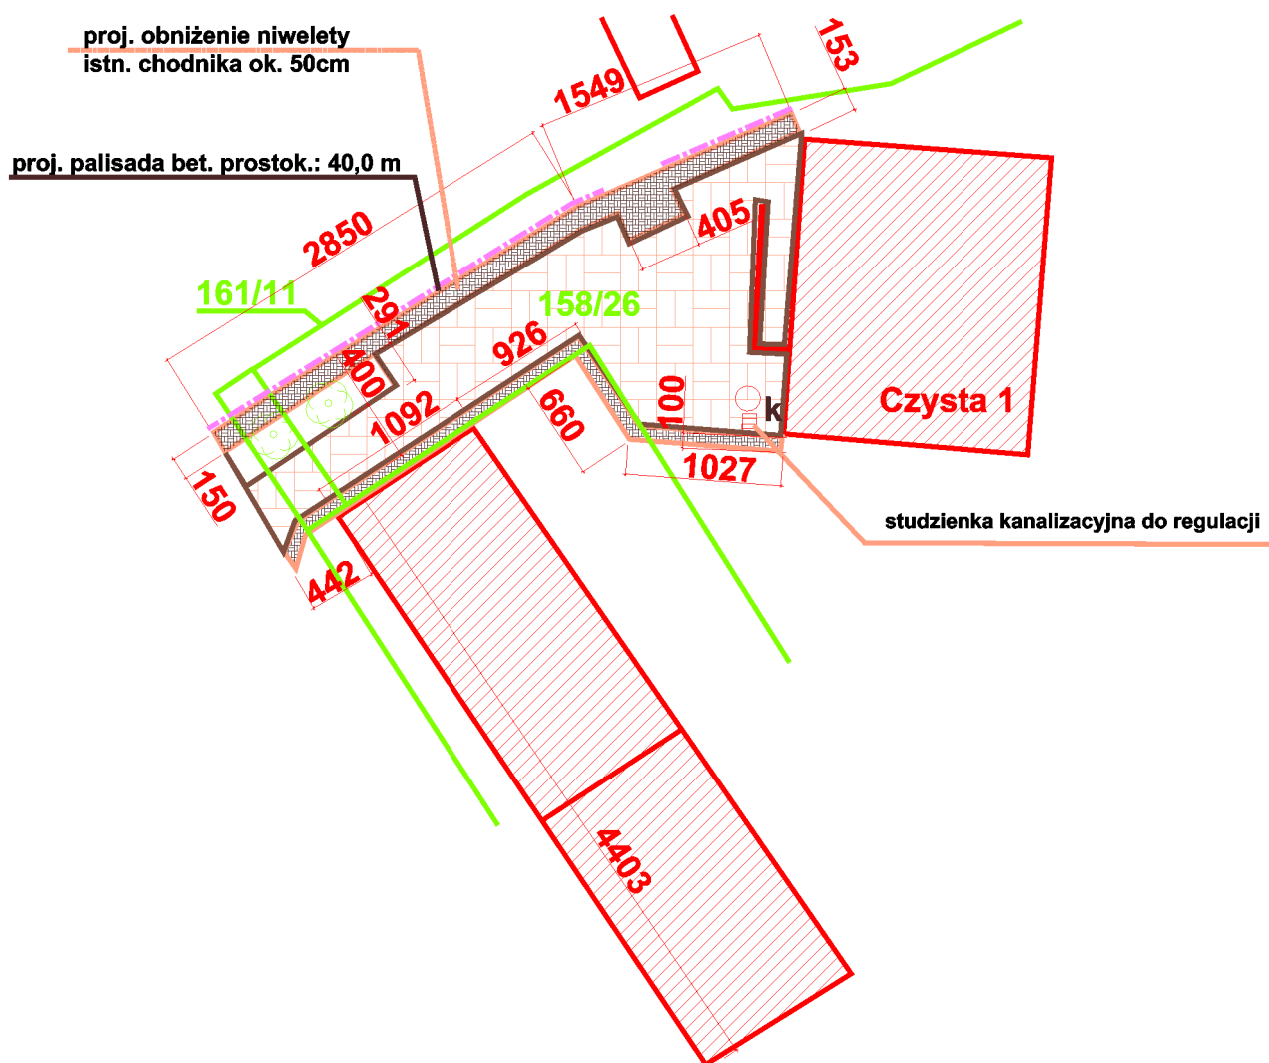 proj. obniżenie niwelety
istn. chodnika ok. 50cm
proj. palisada bet. prostok.: 40,0 m
1549
153
2850
405
161/11
291
158/26
926
400
1092
660
100
k
Czysta 1
150
1027
studzienka kanalizacyjna do regulacji
442
4403